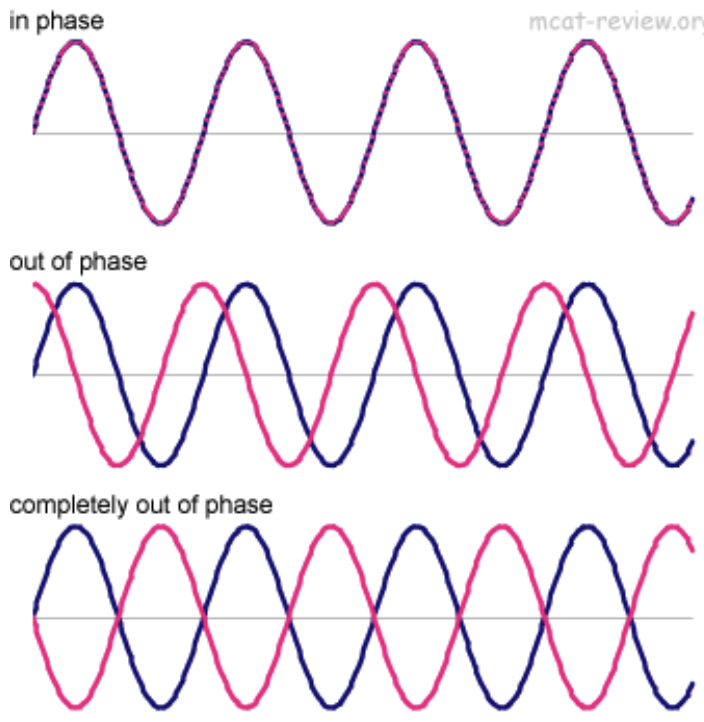 in phase
mcat-review.org
out of phase
completely out of phase